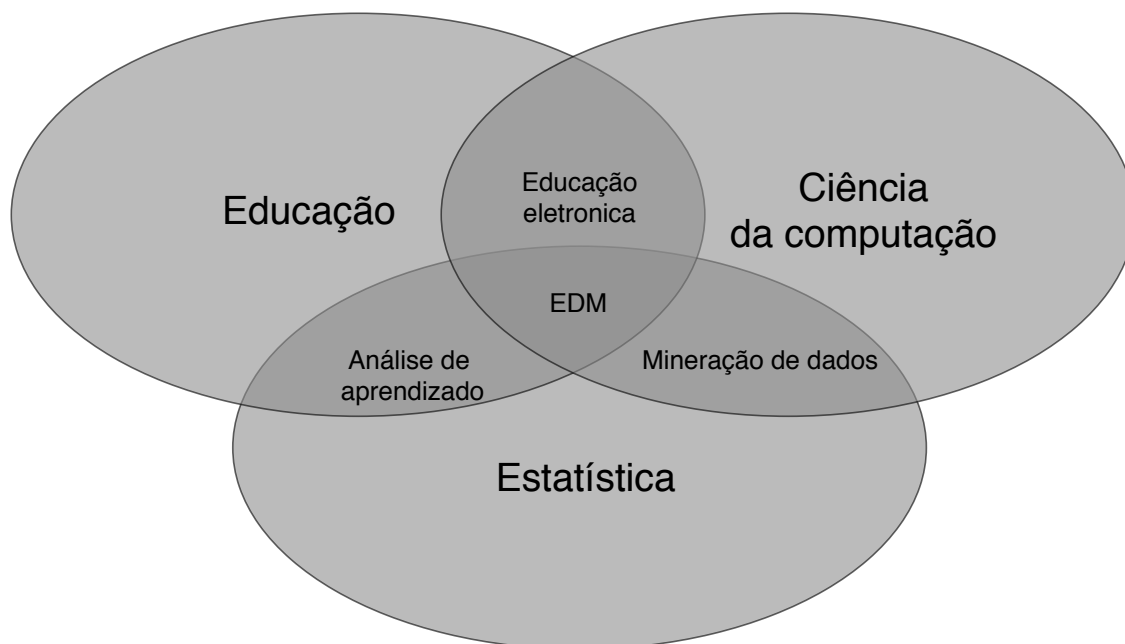 Educação
Educação
eletronica
Ciência
da computação
EDM
Análise de
aprendizado
Mineração de dados
Estatística